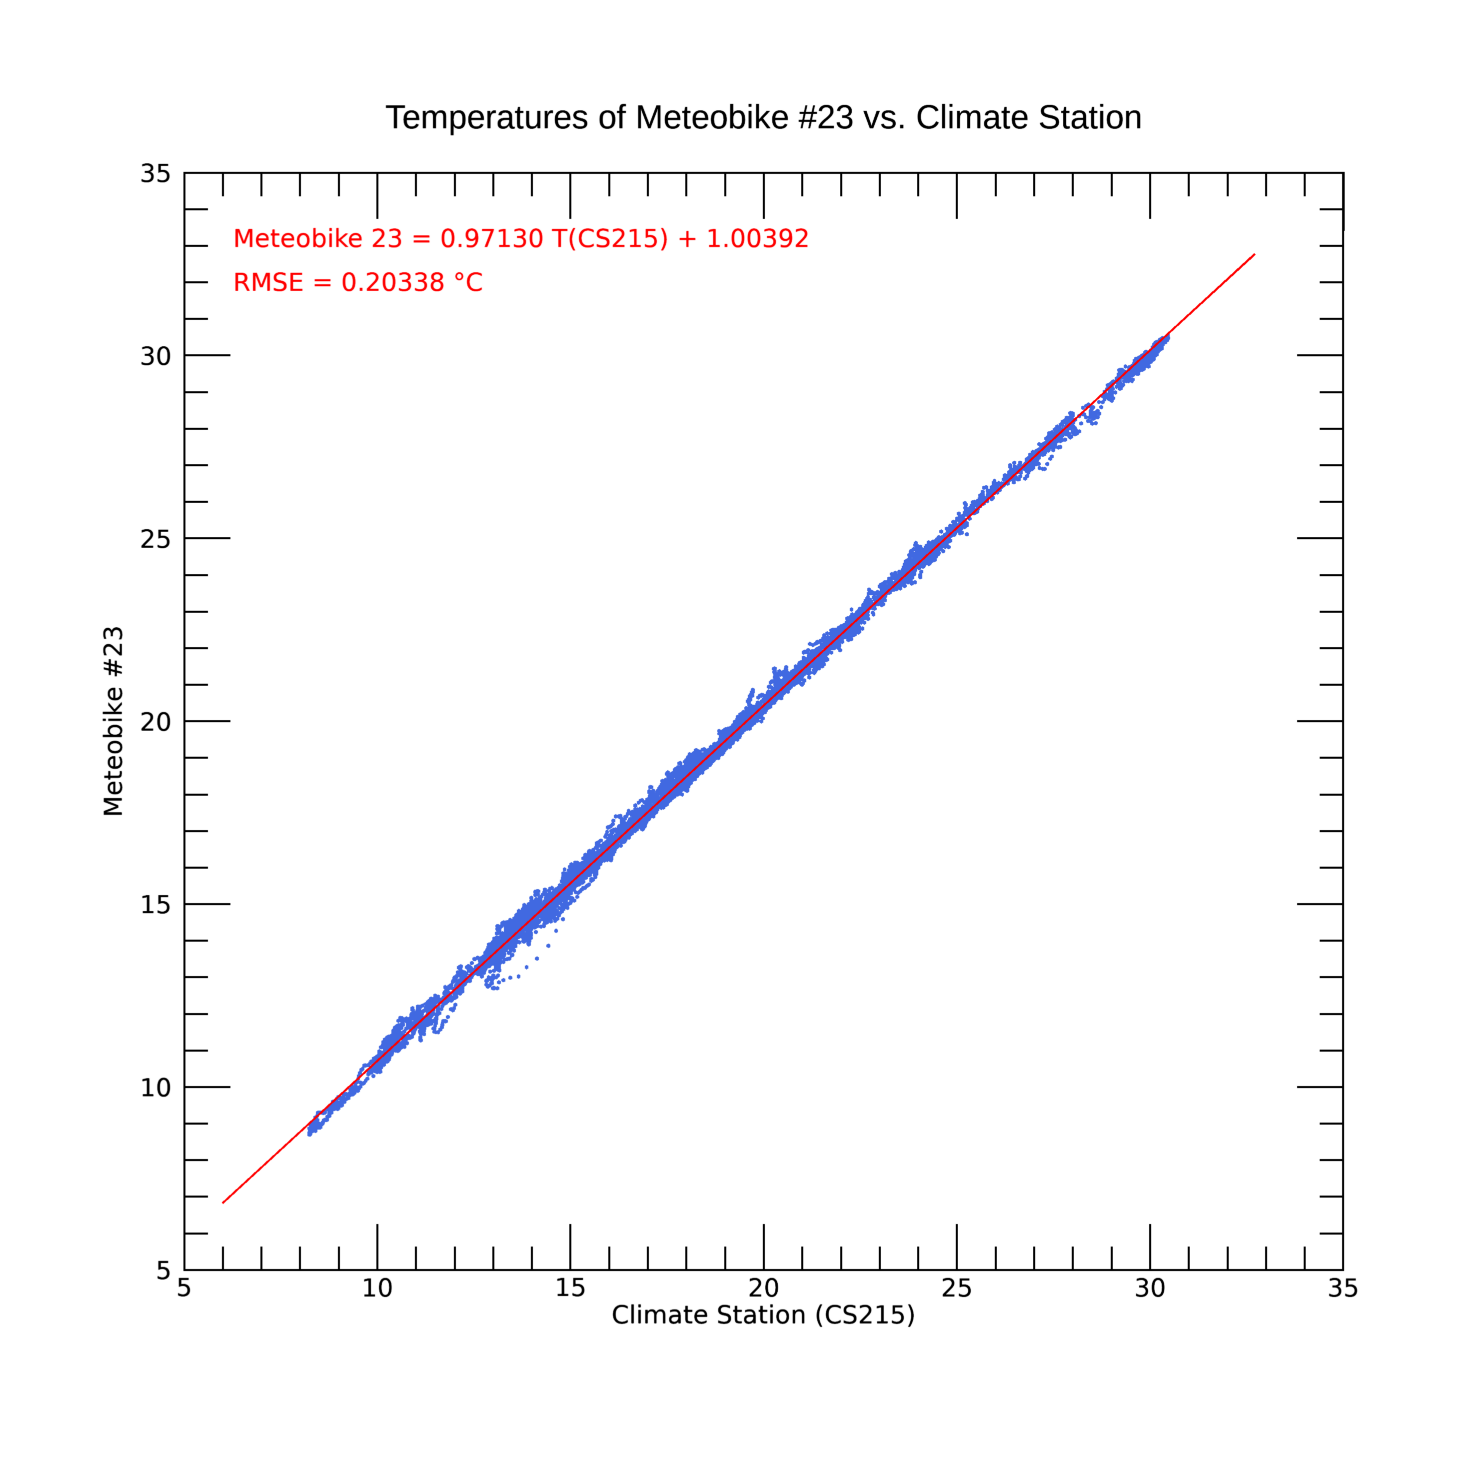 Temperatures of Meteobike #23 vs. Climate Station
Meteobike 23 = 0.97130 T(CS215) + 1.00392
RMSE = 0.20338 °C
35
30
25
20
15
10
5
Meteobike #23
5 10 15 20 25 30 35
Climate Station (CS215)